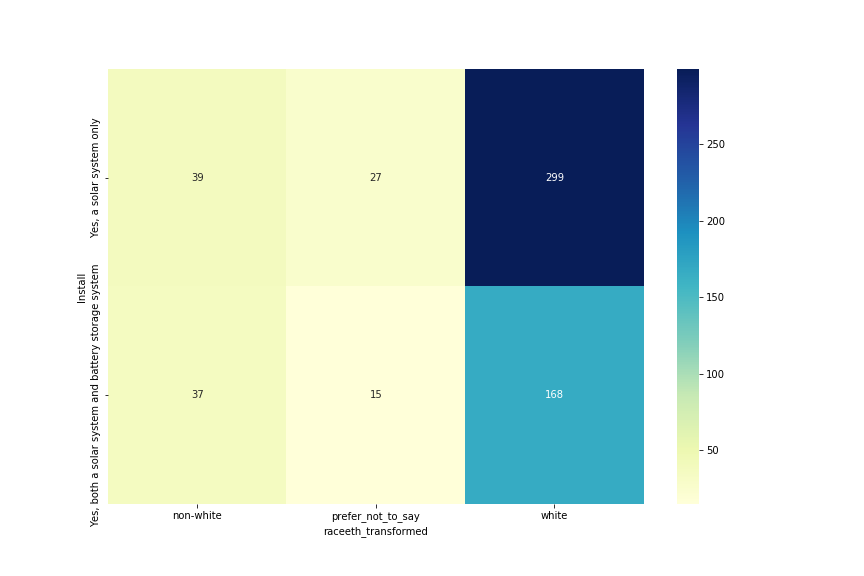 Install
Yes, a solar system only
Yes, both a solar system and battery storage system
39 27 299
37 15 168
non-white prefer_not_to_say white
raceeth_transformed
250
200
150
100
50